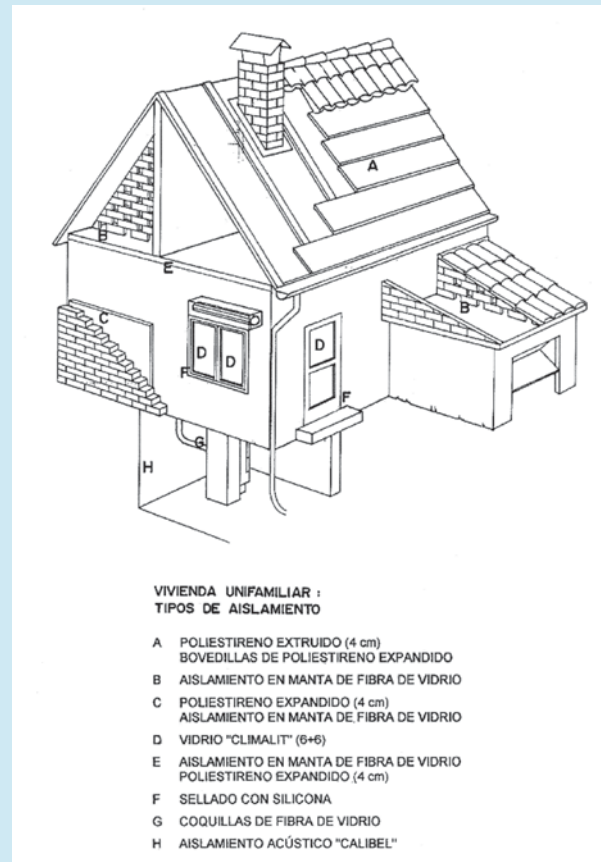 A
B
E
C
B
D
D
D
F
F
G
H
VIVIENDA UNIFAMILIAR :
TIPOS DE AISLAMIENTO
A POLIESTIRENO EXTRUIDO (4 cm)
BOVEDILLAS DE POLIESTIRENO EXPANDIDO
B AISLAMIENTO EN MANTA DE FIBRA DE VIDRIO
C POLIESTIRENO EXPANDIDO (4 cm)
AISLAMIENTO EN MANTA DE FIBRA DE VIDRIO
D VIDRIO "CLIMALIT" (6+6)
E AISLAMIENTO EN MANTA DE FIBRA DE VIDRIO
POLIESTIRENO EXPANDIDO (4 cm)
F SELLADO CON SILICONA
G COQUILLAS DE FIBRA DE VIDRIO
H AISLAMIENTO ACÚSTICO "CALIBEL"